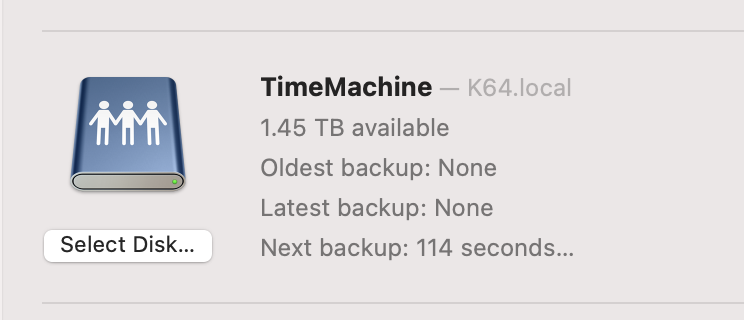 TimeMachine — K64.local
1.45 TB available
Oldest backup: None
Latest backup: None
Select Disk...
Next backup: 114 seconds...